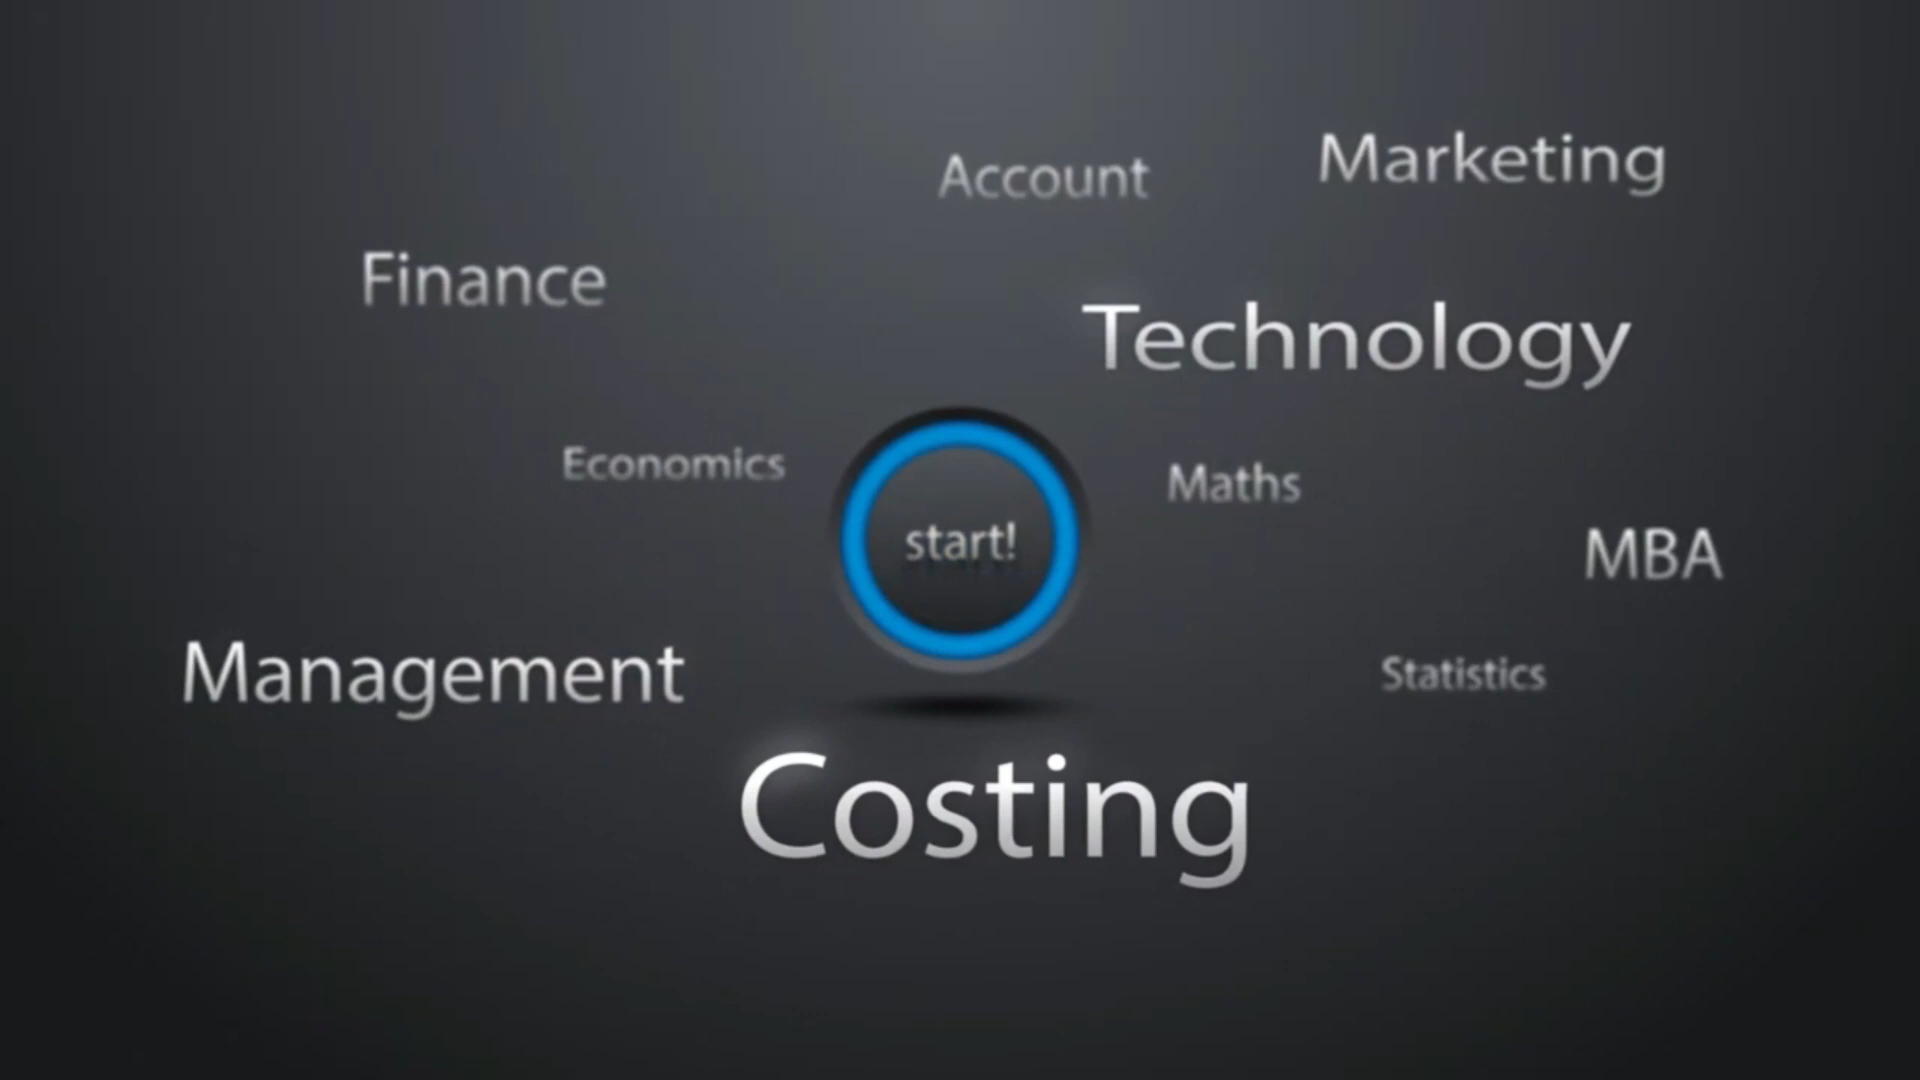 Marketing
Account
Finance
Technology
Economics
Maths
start!
MBA
Management
Statistics
Costing